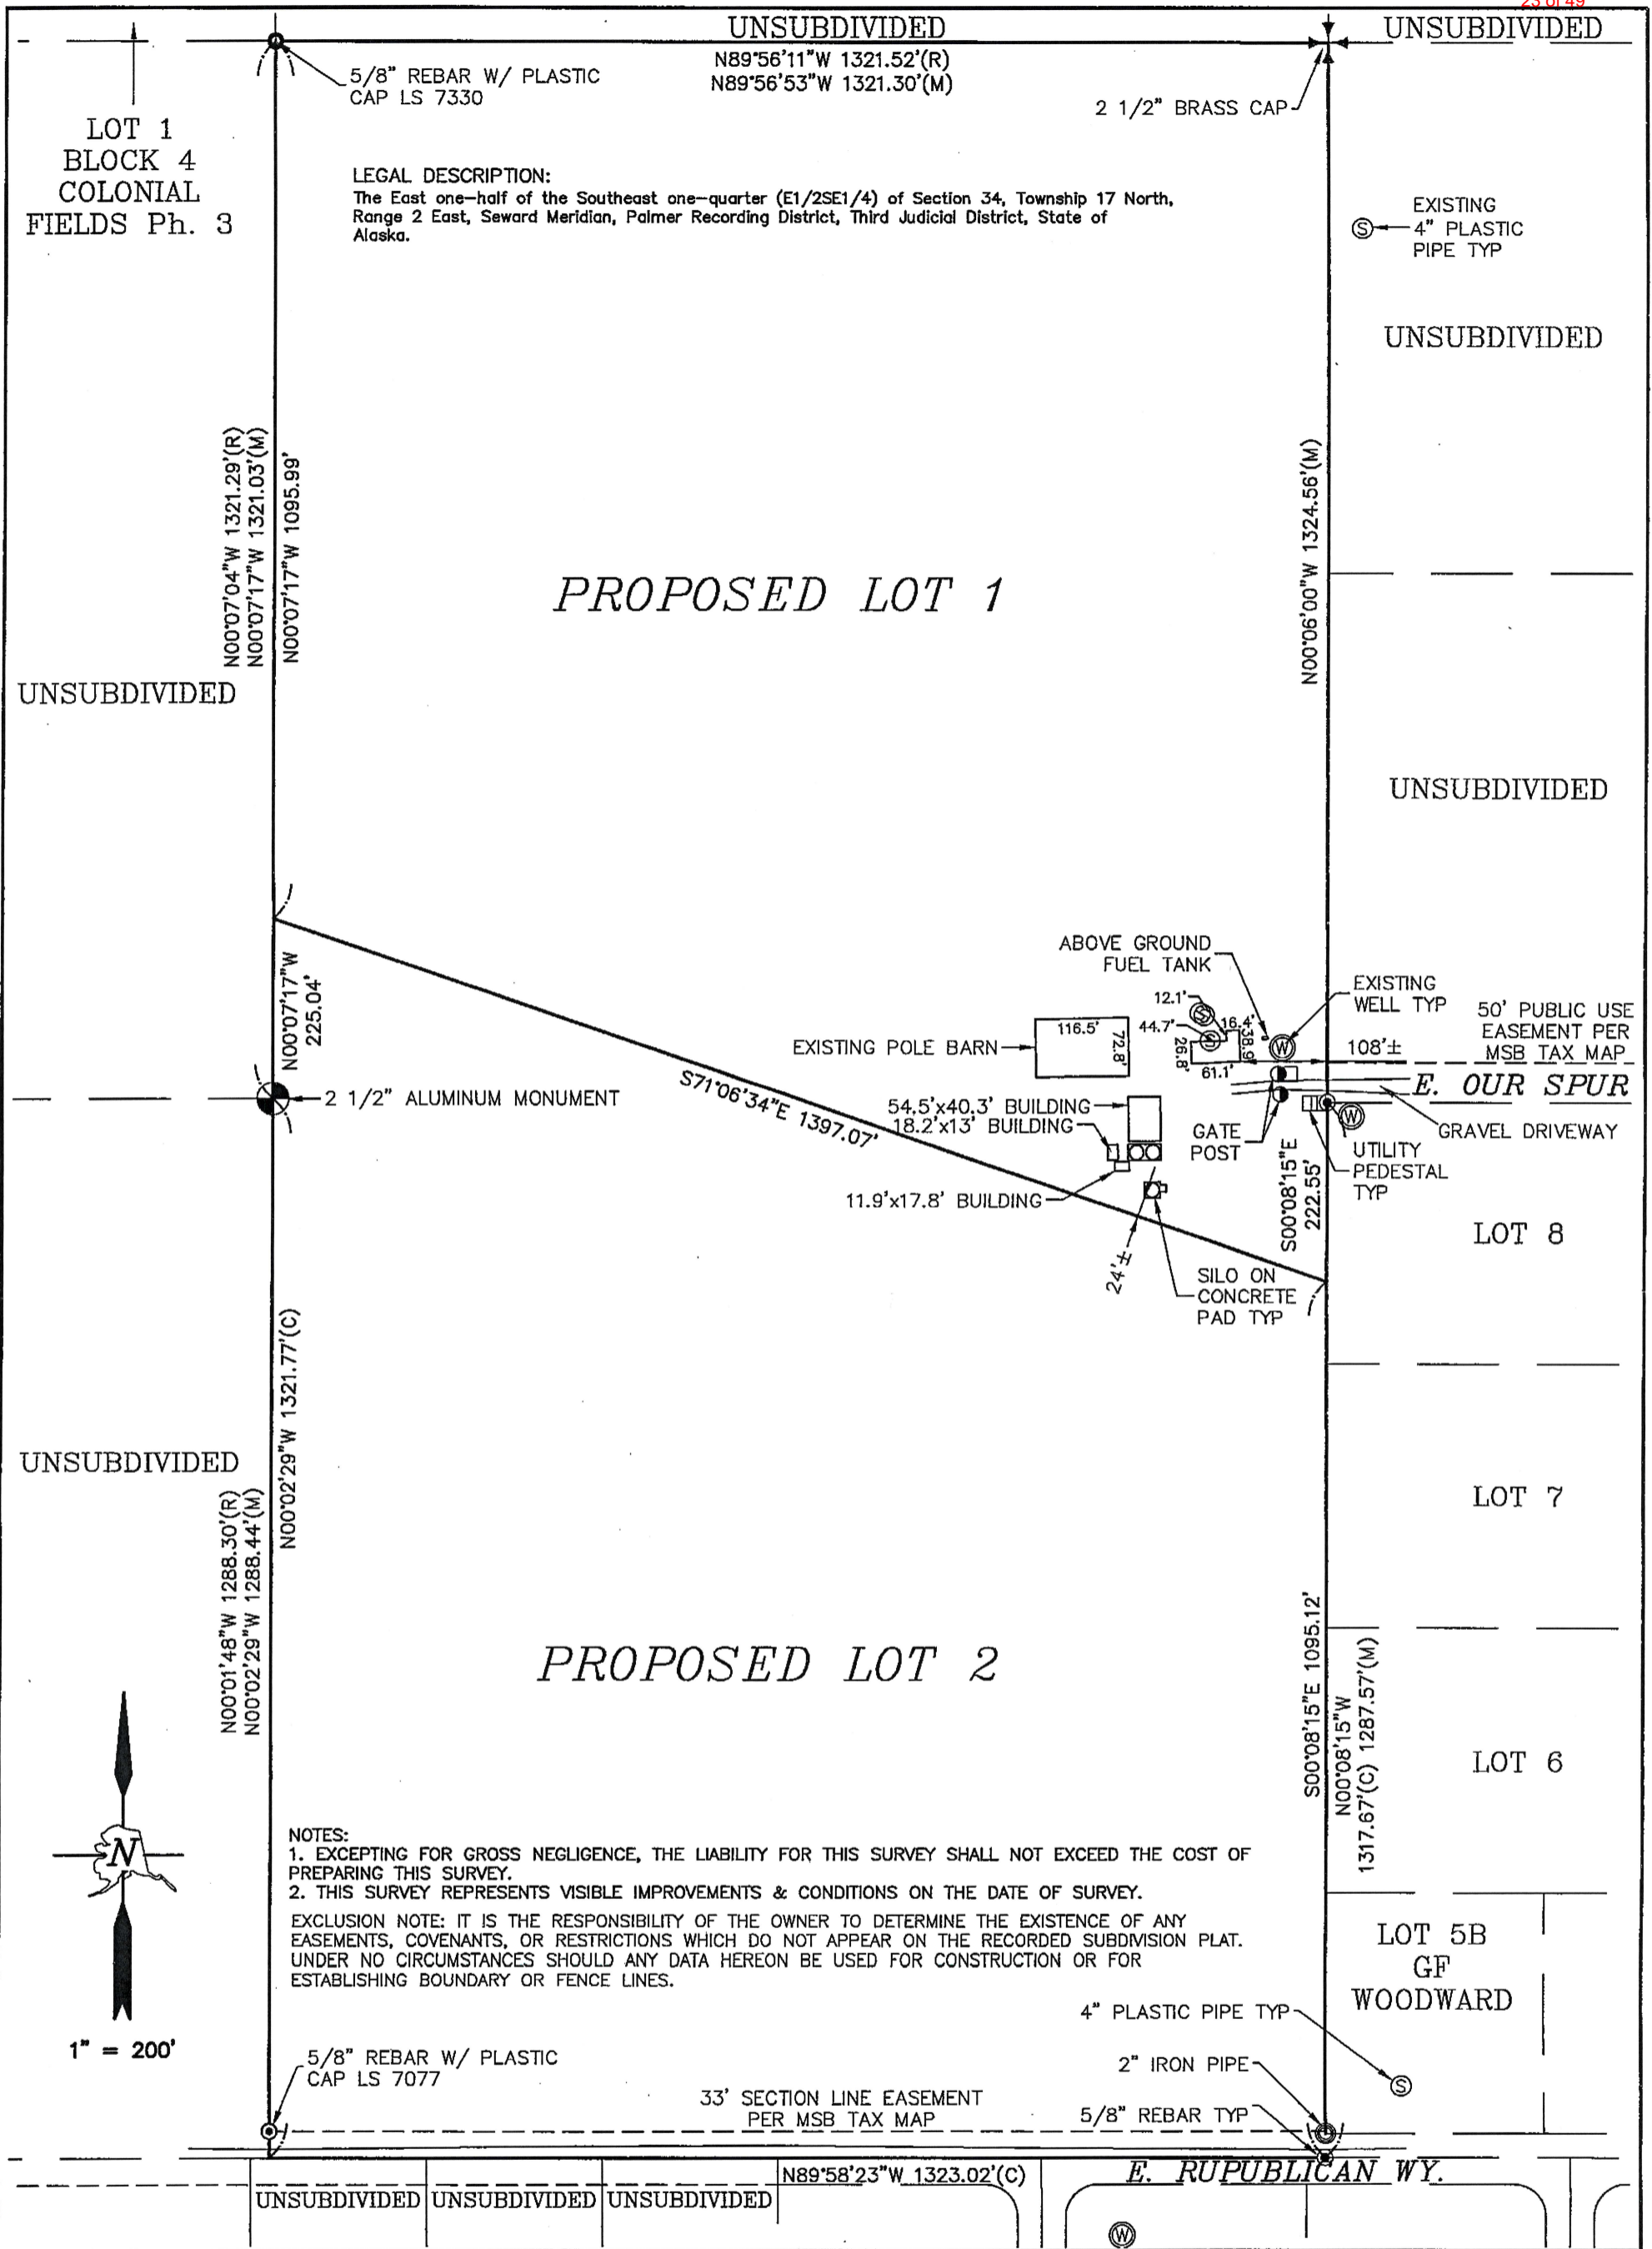 23 of 49
UNSUBDIVIDED
UNSUBDIVIDED
N89°56'11"W 1321.52'(R)
N89°56'53"W 1321.30'(M)
5/8" REBAR W/ PLASTIC
CAP LS 7330
2 1/2" BRASS CAP
LOT 1
BLOCK 4
COLONIAL
FIELDS Ph. 3
LEGAL DESCRIPTION:
The East one-half of the Southeast one-quarter (E1/2SE1/4) of Section 34, Township 17 North,
Range 2 East, Seward Meridian, Palmer Recording District, Third Judicial District, State of
Alaska.
S
EXISTING
4" PLASTIC
PIPE TYP
UNSUBDIVIDED
N00°07'04"W 1321.29'(R)
N00°07'17"W 1321.03'(M)
N00°07'17"W 1095.99'
N00°06'00"W 1324.56'(M)
PROPOSED LOT 1
UNSUBDIVIDED
UNSUBDIVIDED
N00°07'17"W
225.04'
2 1/2" ALUMINUM MONUMENT
ABOVE GROUND
FUEL TANK
EXISTING
WELL TYP
50' PUBLIC USE
EASEMENT PER
MSB TAX MAP
12.1'
S
44.7'
S
16.4'
38.9'
26.8'
61.1'
W
108'±
116.5'
72.8'
EXISTING POLE BARN
E. OUR SPUR
S71°06'34"E 1397.07'
54.5'x40.3' BUILDING
18.2'x13' BUILDING
11.9'x17.8' BUILDING
GATE
POST
W
GRAVEL DRIVEWAY
UTILITY
PEDESTAL
TYP
S00°08'15"E
222.55'
LOT 8
24'±
SILO ON
CONCRETE
PAD TYP
N00°02'29"W 1321.77'(C)
UNSUBDIVIDED
LOT 7
N00°01'48"W 1288.30'(R)
N00°02'29"W 1288.44'(M)
PROPOSED LOT 2
S00°08'15"E 1095.12'
N00°08'15"W
1317.67'(C) 1287.57'(M)
LOT 6
N
1" = 200'
NOTES:
1. EXCEPTING FOR GROSS NEGLIGENCE, THE LIABILITY FOR THIS SURVEY SHALL NOT EXCEED THE COST OF
PREPARING THIS SURVEY.
2. THIS SURVEY REPRESENTS VISIBLE IMPROVEMENTS & CONDITIONS ON THE DATE OF SURVEY.
EXCLUSION NOTE: IT IS THE RESPONSIBILITY OF THE OWNER TO DETERMINE THE EXISTENCE OF ANY
EASEMENTS, COVENANTS, OR RESTRICTIONS WHICH DO NOT APPEAR ON THE RECORDED SUBDIVISION PLAT.
UNDER NO CIRCUMSTANCES SHOULD ANY DATA HEREON BE USED FOR CONSTRUCTION OR FOR
ESTABLISHING BOUNDARY OR FENCE LINES.
LOT 5B
GF
WOODWARD
4" PLASTIC PIPE TYP
S
5/8" REBAR W/ PLASTIC
CAP LS 7077
2" IRON PIPE
33' SECTION LINE EASEMENT
PER MSB TAX MAP
5/8" REBAR TYP
N89°58'23"W 1323.02'(C)
E. RUPUBLICAN WY.
UNSUBDIVIDED
UNSUBDIVIDED
UNSUBDIVIDED
W